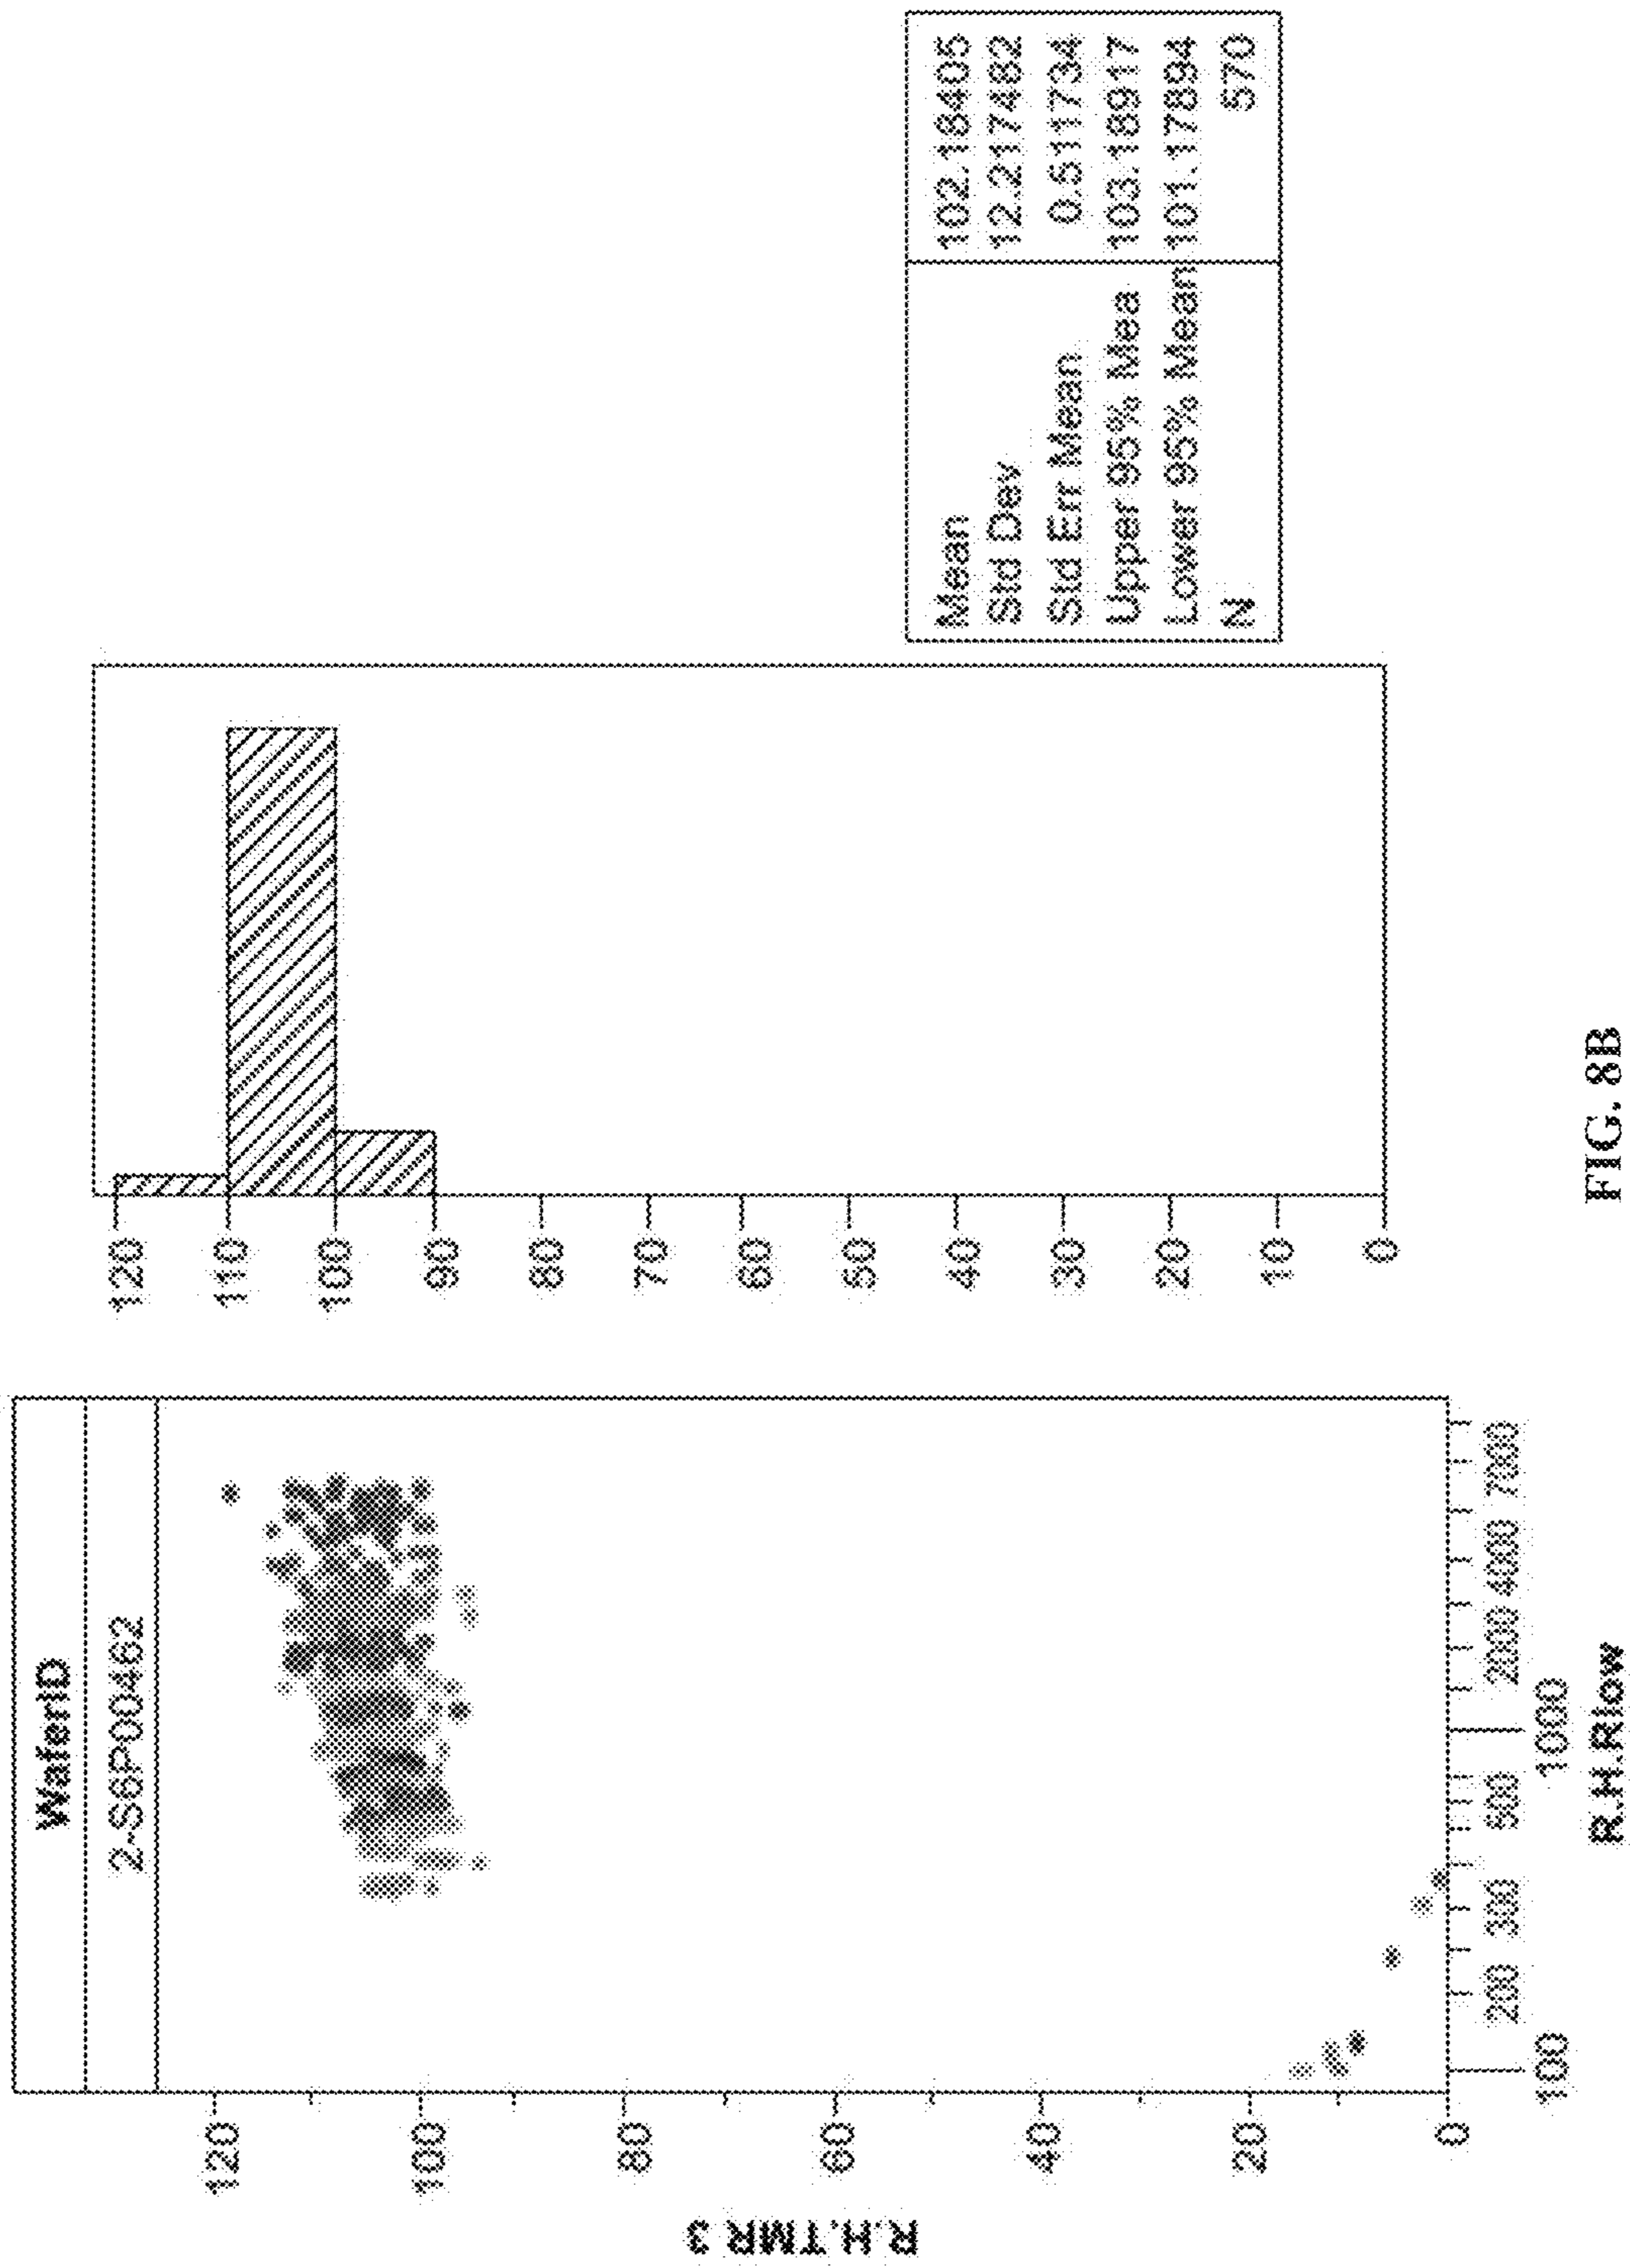 WaferID
2-S6P00462
R.H.TMR 3
120
100
80
60
40
20
0
100
200
300
500
1000
2000
4000
7000
R.H.Rlow
120
110
100
90
80
70
60
50
40
30
20
10
0
Mean 102.18405
Std Dev 12.217482
Std Err Mean 0.511734
Upper 95% Mea 103.18917
Lower 95% Mean 101.17894
N 570
FIG. 8B